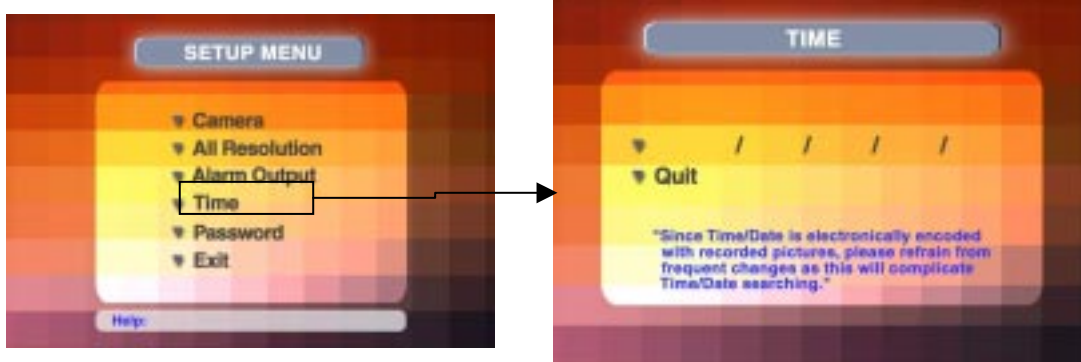 SETUP MENU
Camera
All Resolution
Alarm Output
Time
Password
Exit
Help:
TIME
/ / / /
Quit
"Since Time/Date is electronically encoded
with recorded pictures, please refrain from
frequent changes as this will complicate
Time/Date searching."